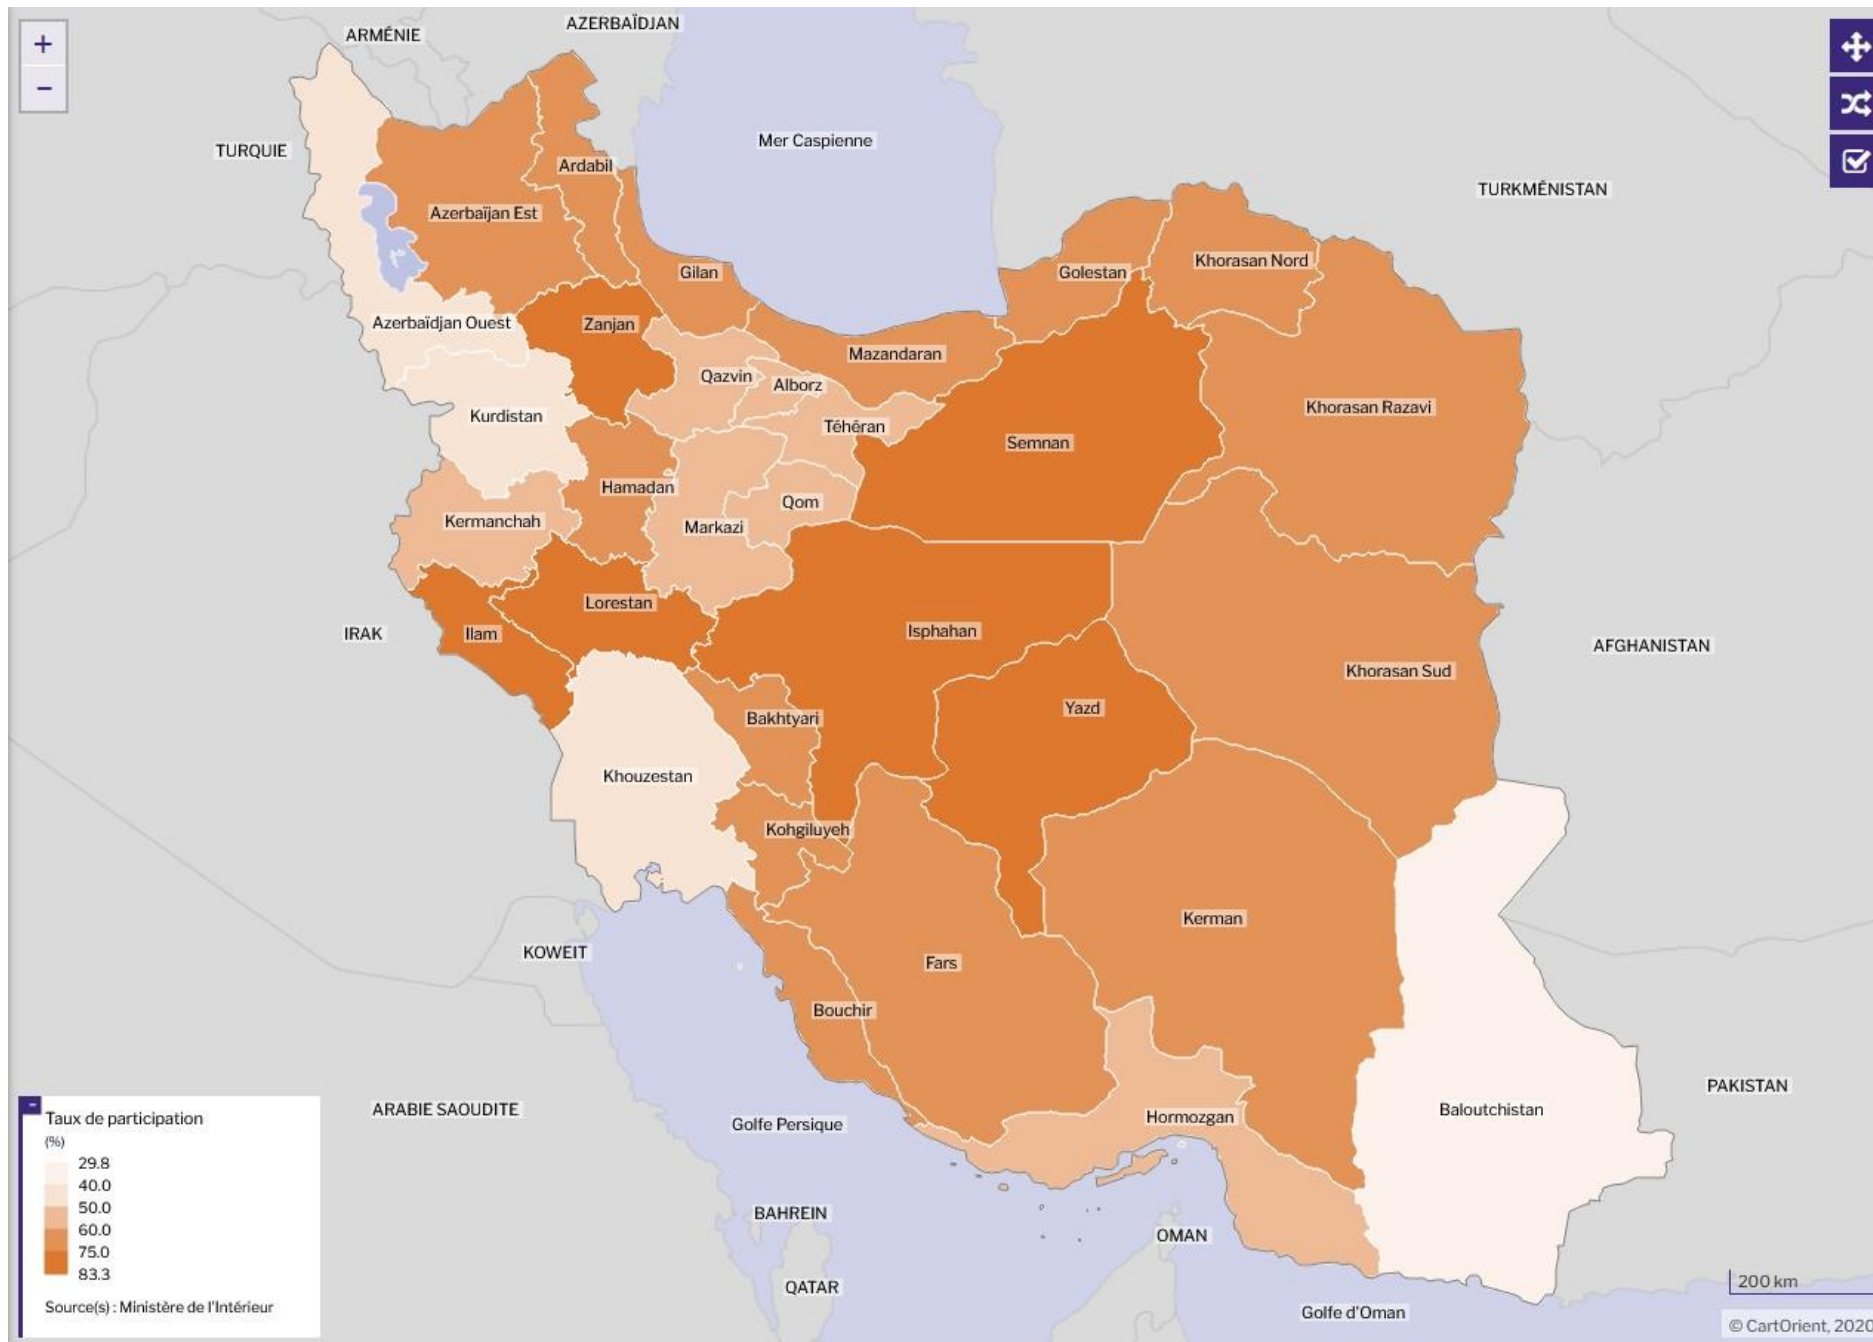 +
−
ARMÉNIE
AZERBAÏDJAN
TURQUIE
Mer Caspienne
TURKMÉNISTAN
Ardabil
Azerbaïjan Est
Gilan
Golestan
Khorasan Nord
Azerbaïdjan Ouest
Zanjan
Mazandaran
Qazvin
Alborz
Kurdistan
Téhéran
Semnan
Khorasan Razavi
Hamadan
Qom
Kermanchah
Markazi
Lorestan
IRAK
Ilam
Isphahan
AFGHANISTAN
Khorasan Sud
Bakhtyari
Yazd
Khouzestan
Kohgiluyeh
Kerman
KOWEIT
Fars
Bouchir
ARABIE SAOUDITE
Golfe Persique
Hormozgan
Baloutchistan
PAKISTAN
BAHREIN
OMAN
QATAR
Golfe d'Oman
−
Taux de participation
(%)
29.8
40.0
50.0
60.0
75.0
83.3
Source(s) : Ministère de l'Intérieur
200 km
© CartOrient, 2020